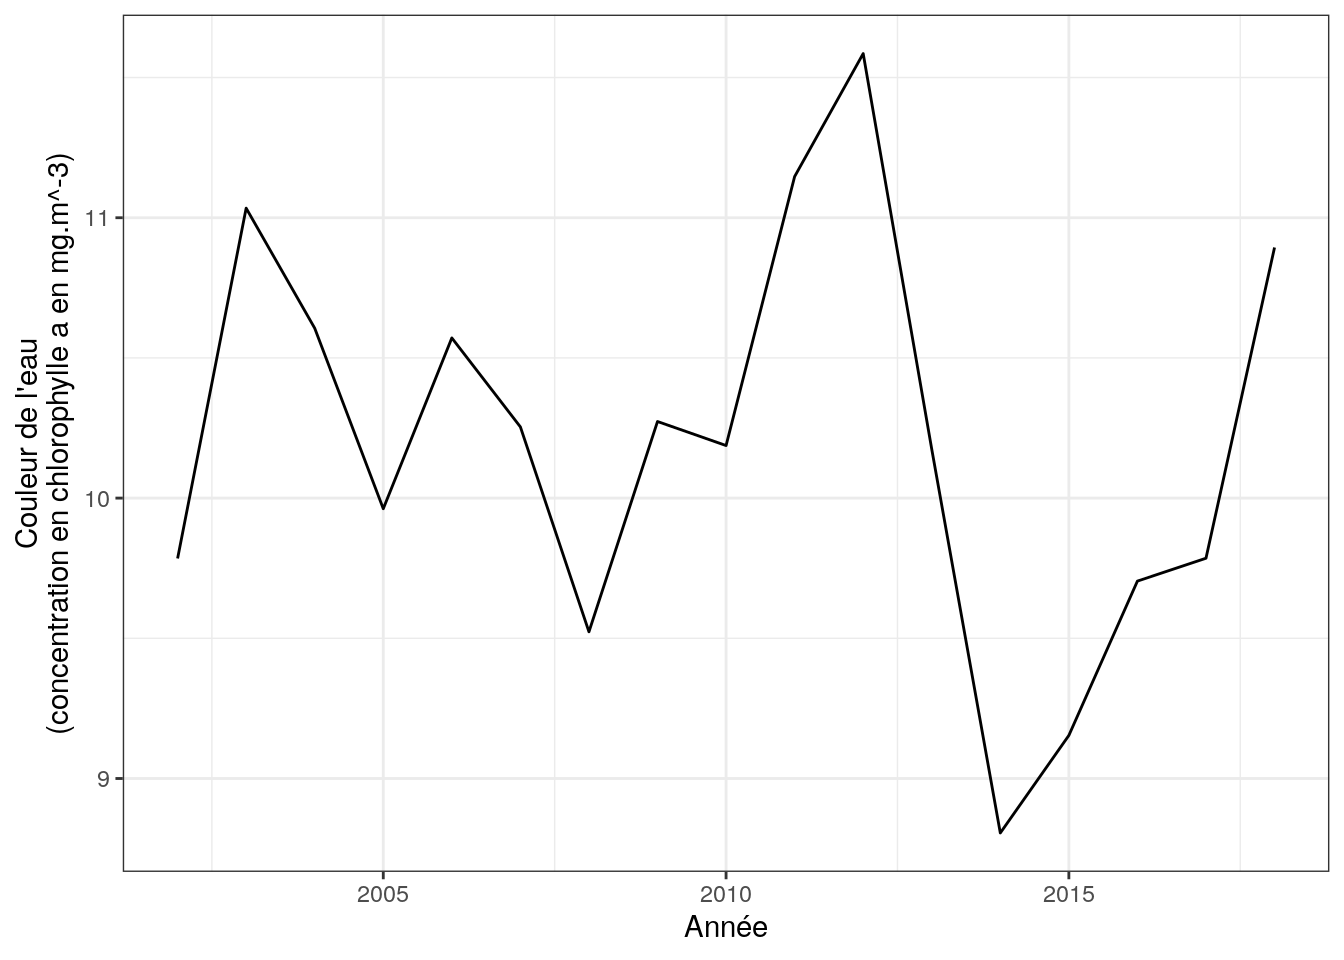 Couleur de l'eau
(concentration en chlorophylle a en mg.m^-3)
11
10
9
2005
2010
2015
Année